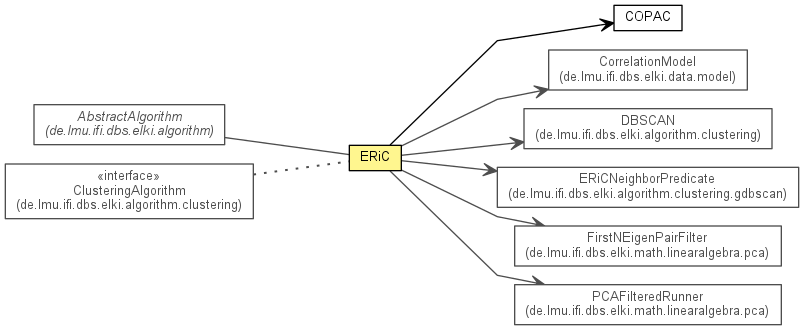 COPAC
CorrelationModel
(de.lmu.ifi.dbs.elki.data.model)
AbstractAlgorithm
(de.lmu.ifi.dbs.elki.algorithm)
DBSCAN
(de.lmu.ifi.dbs.elki.algorithm.clustering)
ERiC
«interface»
ClusteringAlgorithm
(de.lmu.ifi.dbs.elki.algorithm.clustering)
ERiCNeighborPredicate
(de.lmu.ifi.dbs.elki.algorithm.clustering.gdbscan)
FirstNEigenPairFilter
(de.lmu.ifi.dbs.elki.math.linearalgebra.pca)
PCAFilteredRunner
(de.lmu.ifi.dbs.elki.math.linearalgebra.pca)